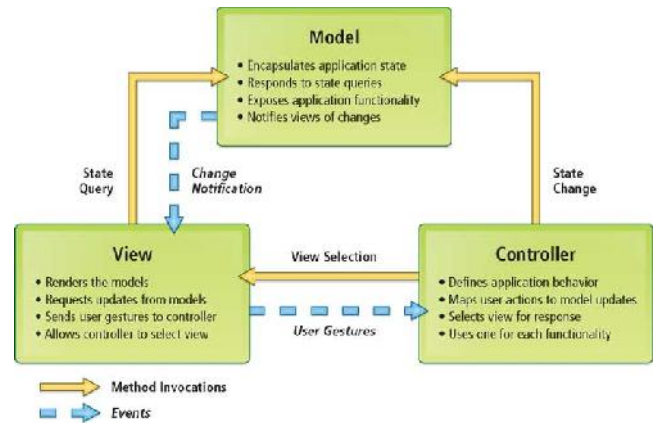 Model
• Encapsulates application state
• Responds to state queries
• Exposes application functionality
• Notifies views of changes
State
Query
Change
Notification
State
Change
View
• Renders the models
• Requests updates from models
• Sends user gestures to controller
• Allows controller to select view
View Selection
User Gestures
Controller
• Defines application behavior
• Maps user actions to model updates
• Selects view for response
• Uses one for each functionality
Method Invocations
Events